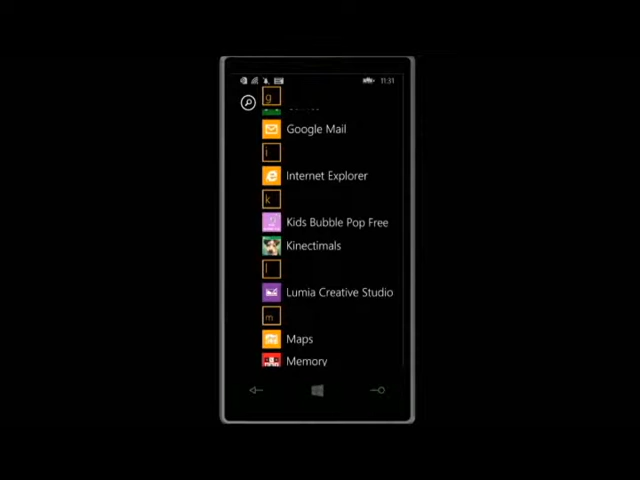 11:31
g
Google Mail
i
Internet Explorer
k
Kids Bubble Pop Free
Kinectimals
l
Lumia Creative Studio
m
Maps
Memory